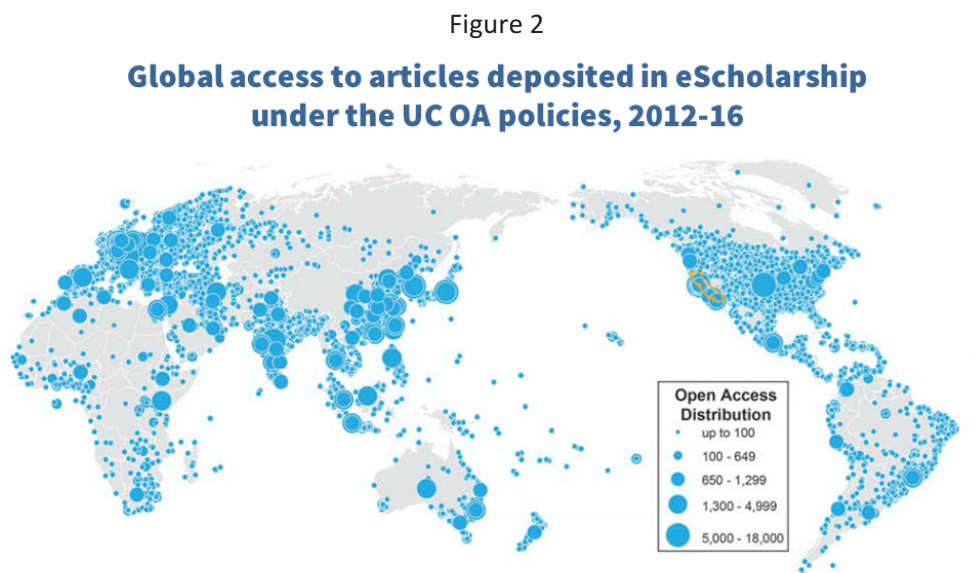 Figure 2
Global access to articles deposited in eScholarship
under the UC OA policies, 2012-16
Open Access
Distribution
up to 100
100 - 649
650 - 1,299
1,300 - 4,999
5,000 - 18,000